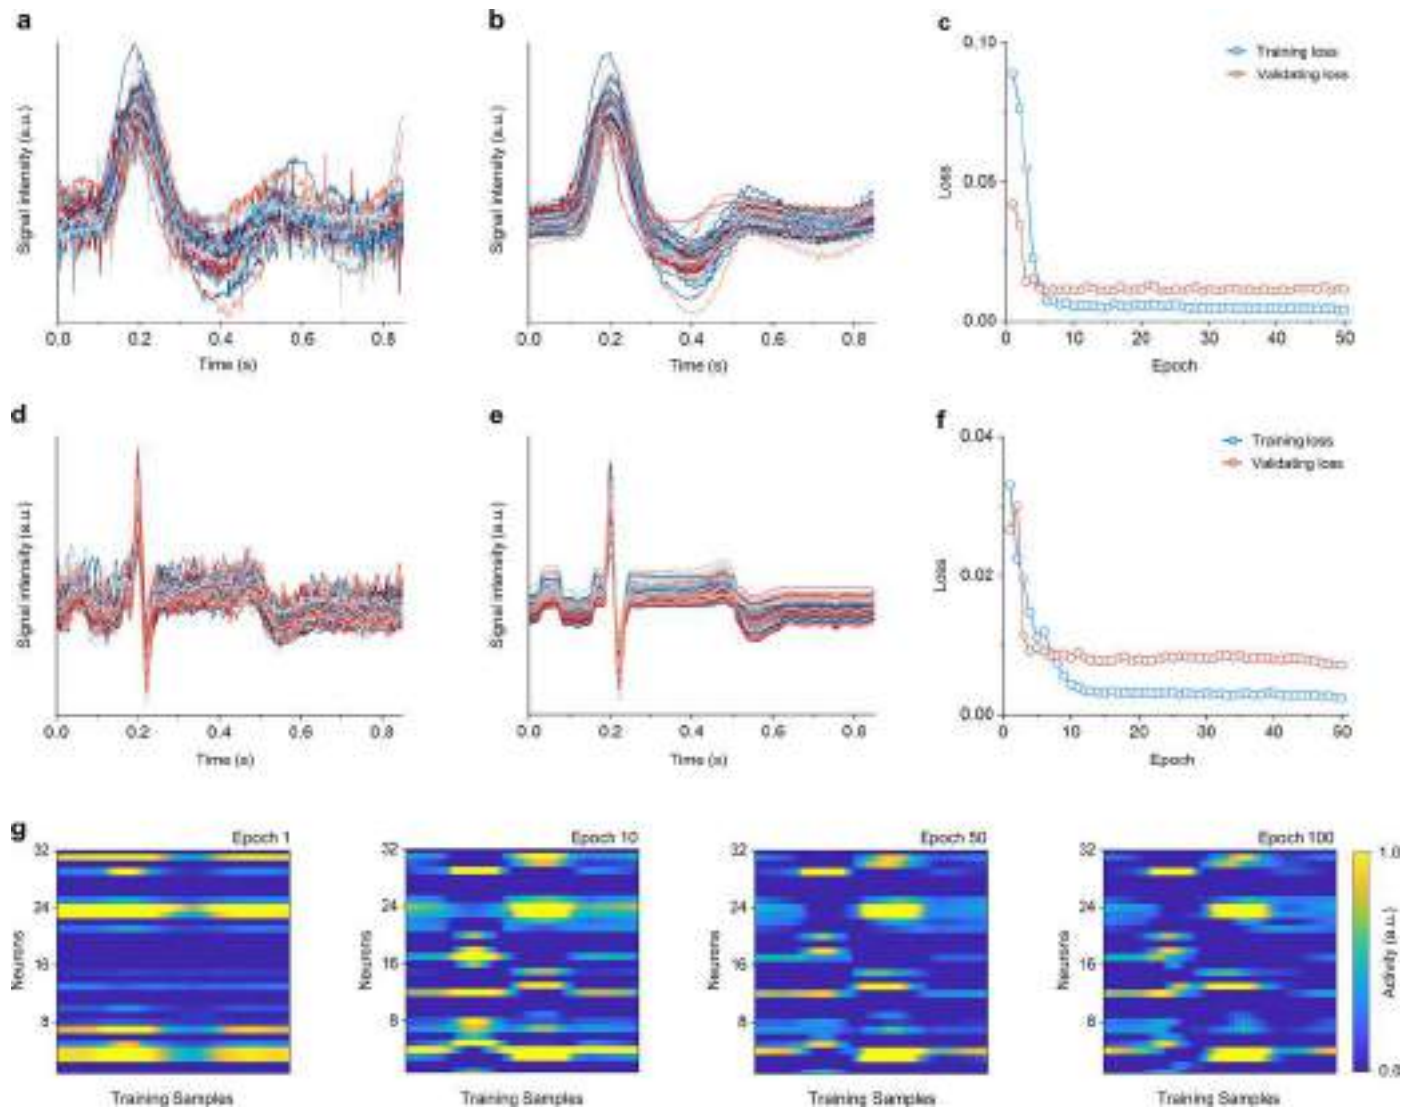 a
Signal intensity (a.u.)
0.0 0.2 0.4 0.6 0.8
Time (s)
b
Signal intensity (a.u.)
0.0 0.2 0.4 0.6 0.8
Time (s)
c
Training loss
Validating loss
0.10
0.05
0.00
Loss
0 10 20 30 40 50
Epoch
d
Signal intensity (a.u.)
0.0 0.2 0.4 0.6 0.8
Time (s)
e
Signal intensity (a.u.)
0.0 0.2 0.4 0.6 0.8
Time (s)
f
Training loss
Validating loss
0.04
0.02
0.00
Loss
0 10 20 30 40 50
Epoch
g
Epoch 1
32
24
16
8
Neurons
Training Samples
Epoch 10
32
24
16
8
Neurons
Training Samples
Epoch 50
32
24
16
8
Neurons
Training Samples
Epoch 100
32
24
16
8
Neurons
Training Samples
1.0
0.0
Activity (a.u.)